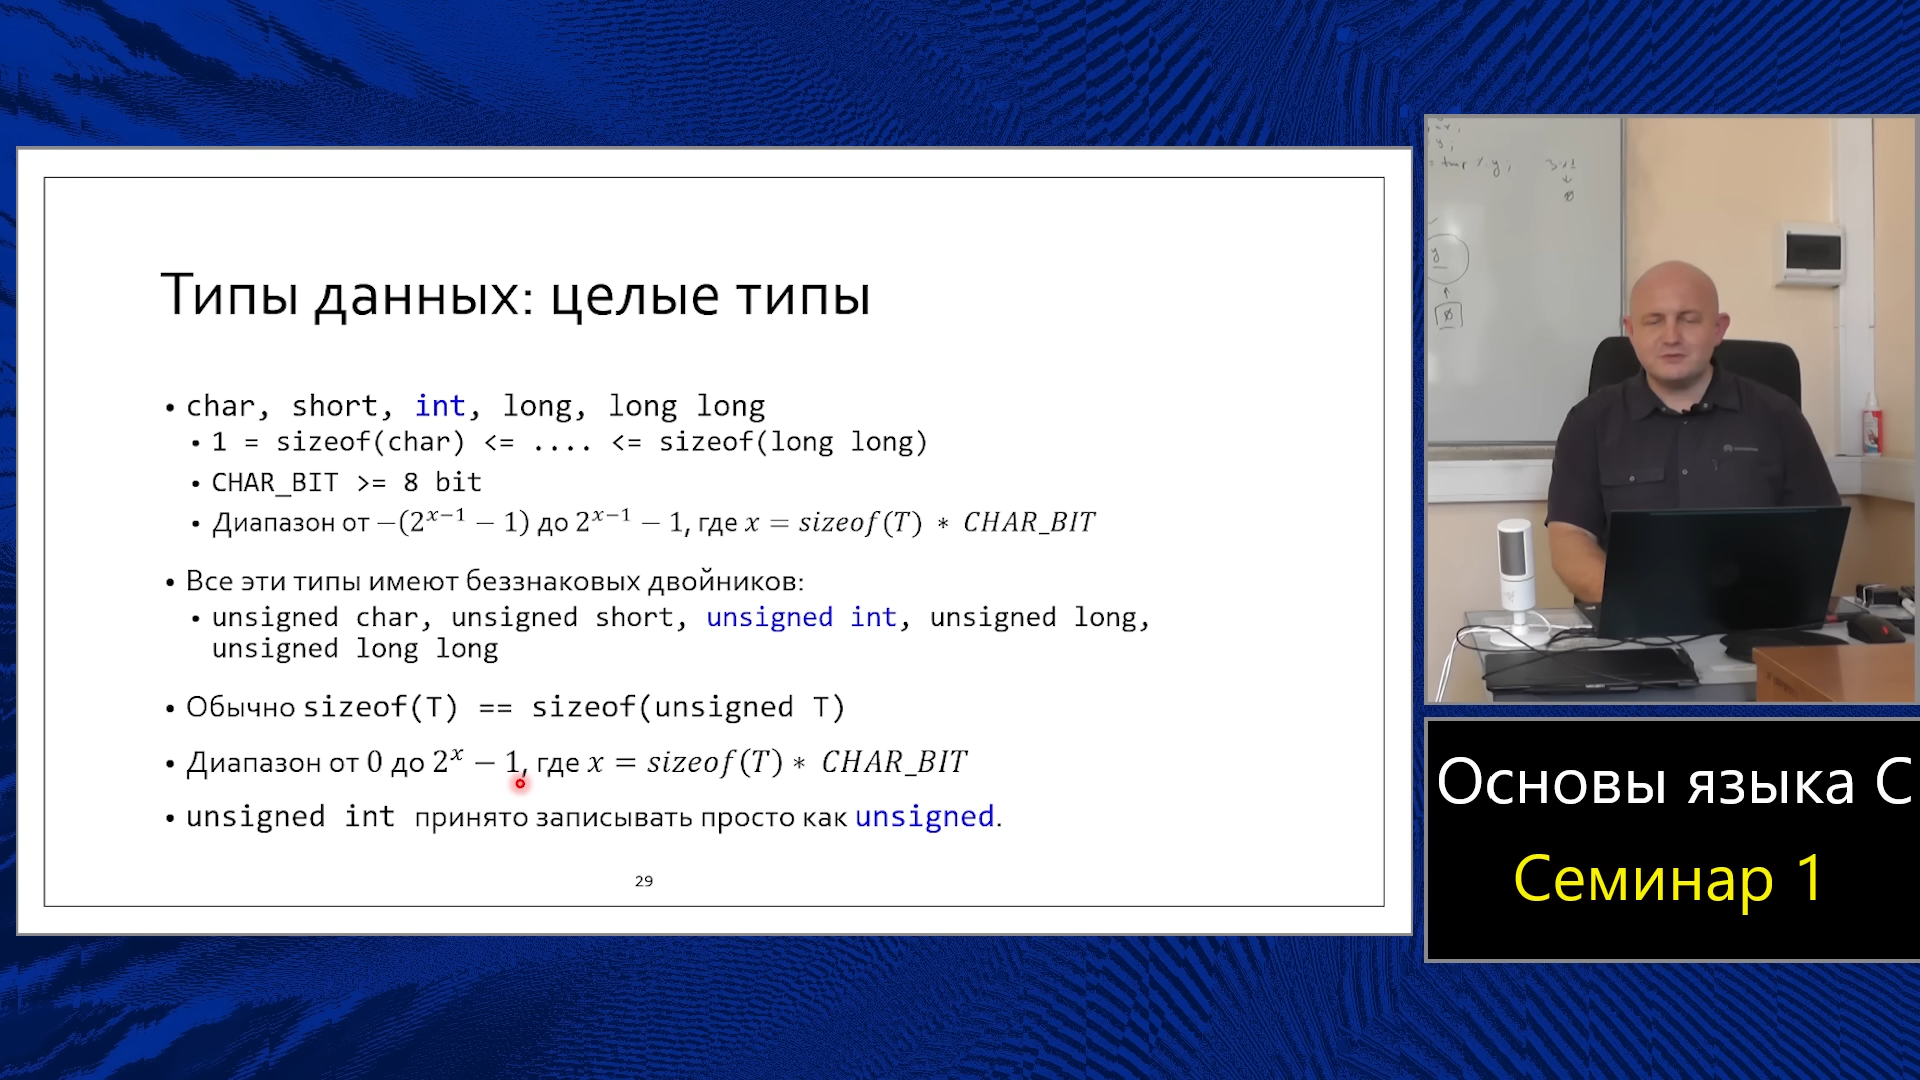 Типы данных: целые типы
• char, short, int, long, long long
• 1 = sizeof(char) <= .... <= sizeof(long long)
• CHAR_BIT >= 8 bit
• Диапазон от −(2^{x−1} − 1) до 2^{x−1} − 1, где x = sizeof(T) ∗ CHAR_BIT
• Все эти типы имеют беззнаковых двойников:
• unsigned char, unsigned short, unsigned int, unsigned long,
unsigned long long
• Обычно sizeof(T) == sizeof(unsigned T)
• Диапазон от 0 до 2^x − 1, где x = sizeof(T) ∗ CHAR_BIT
• unsigned int принято записывать просто как unsigned.
29
= tmp % y;
y
Основы языка C
Семинар 1